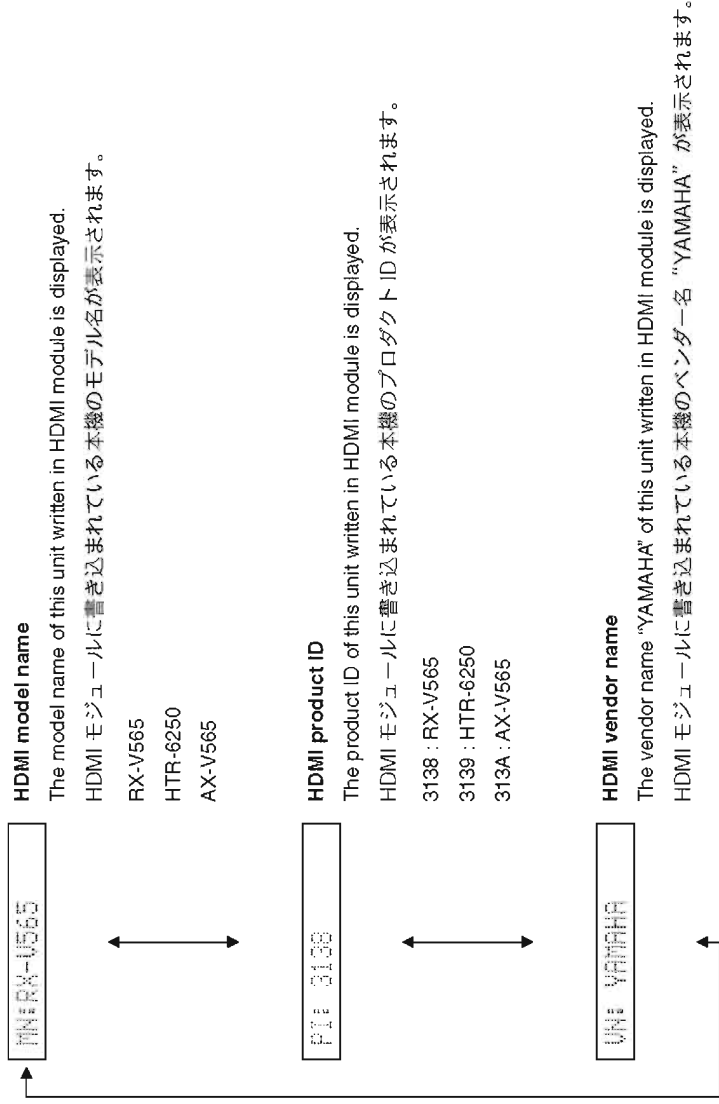 MN:RX-V565
HDMI model name
The model name of this unit written in HDMI module is displayed.
HDMI モジュールに書き込まれている本機のモデル名が表示されます。
RX-V565
HTR-6250
AX-V565
PI: 3138
HDMI product ID
The product ID of this unit written in HDMI module is displayed.
HDMI モジュールに書き込まれている本機のプロダクト ID が表示されます。
3138 : RX-V565
3139 : HTR-6250
313A : AX-V565
VN: YAMAHA
HDMI vendor name
The vendor name “YAMAHA” of this unit written in HDMI module is displayed.
HDMI モジュールに書き込まれている本機のベンダー名“YAMAHA”が表示されます。